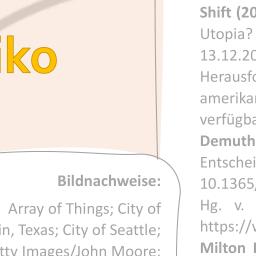 iko
Bildnachweise:
Array of Things; City of
in, Texas; City of Seattle;
tty Images/John Moore;
Shift (20
Utopia?
13.12.20
Herausfo
amerikan
verfügba
Demuth
Entschei
10.1365/
Hg. v.
https://v
Milton